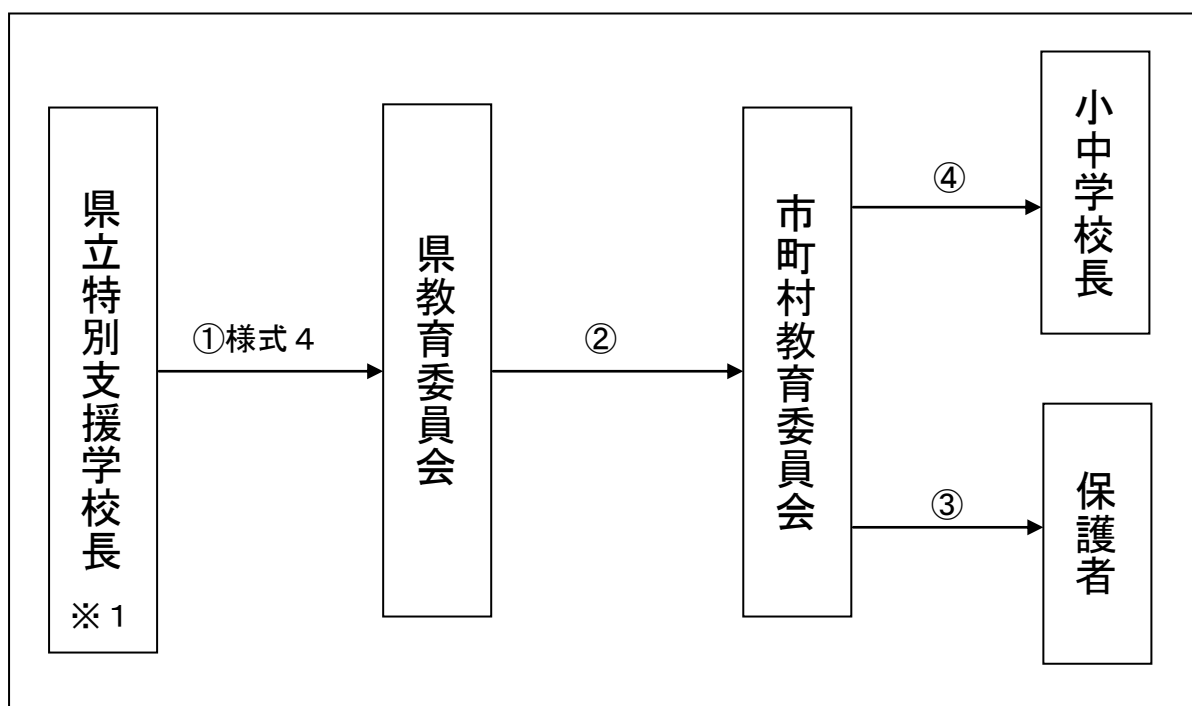 県立特別支援学校長
※1
①様式4
県教育委員会
②
市町村教育委員会
④
小中学校長
③
保護者